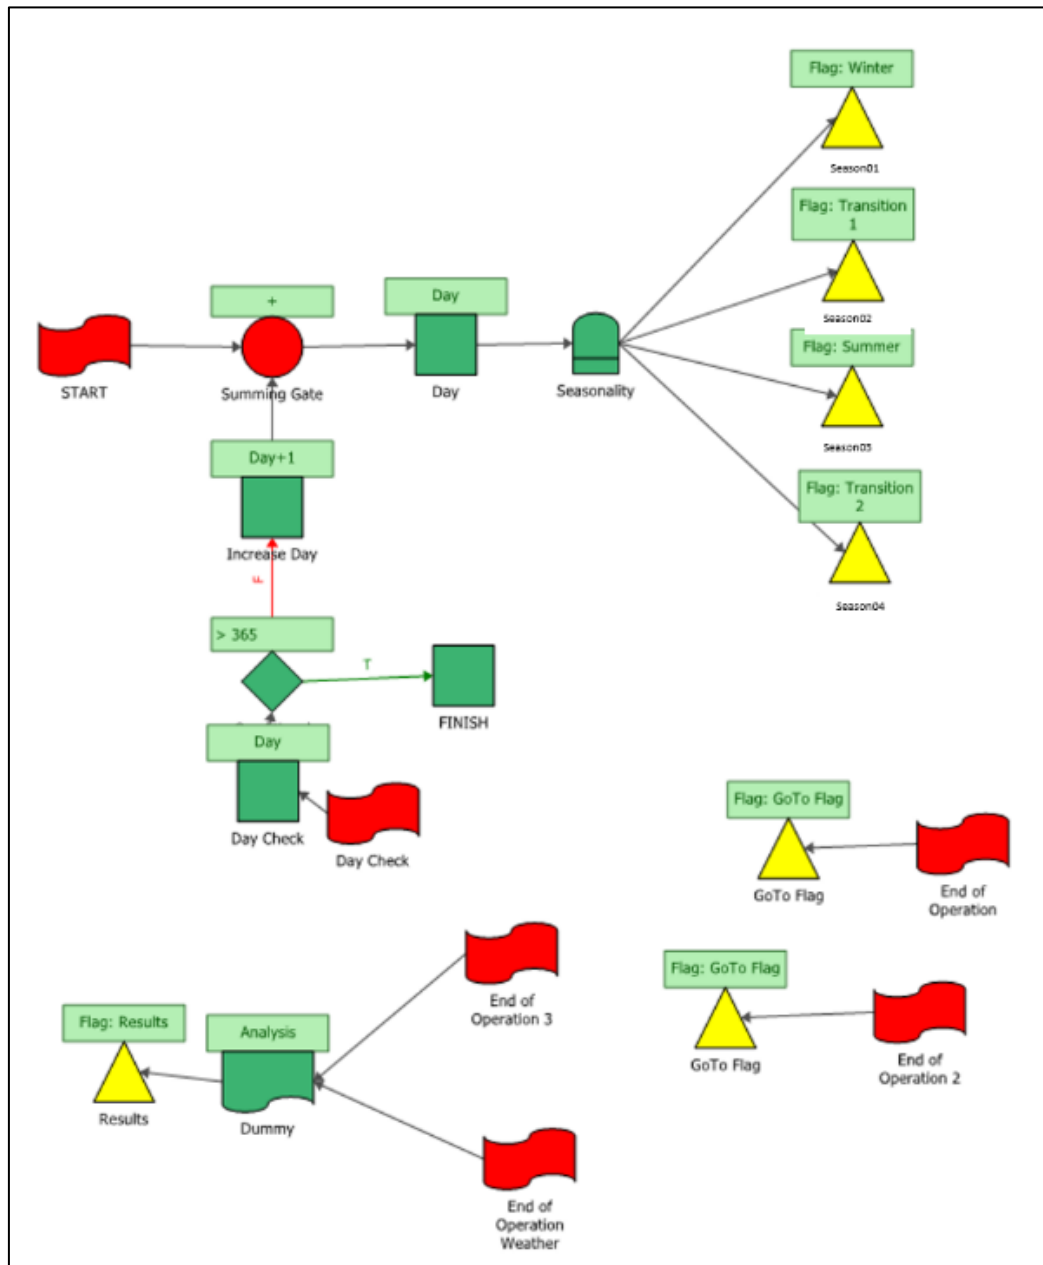 Flag: Winter
Season01
Flag: Transition
1
Season02
Flag: Summer
Season03
Flag: Transition
2
Season04
START
+
Summing Gate
Day
Day
Seasonality
Day+1
Increase Day
F
> 365
T
FINISH
Day
Day Check
Day Check
Flag: GoTo Flag
GoTo Flag
End of
Operation
Flag: GoTo Flag
GoTo Flag
End of
Operation 2
End of
Operation 3
Flag: Results
Results
Analysis
Dummy
End of
Operation
Weather